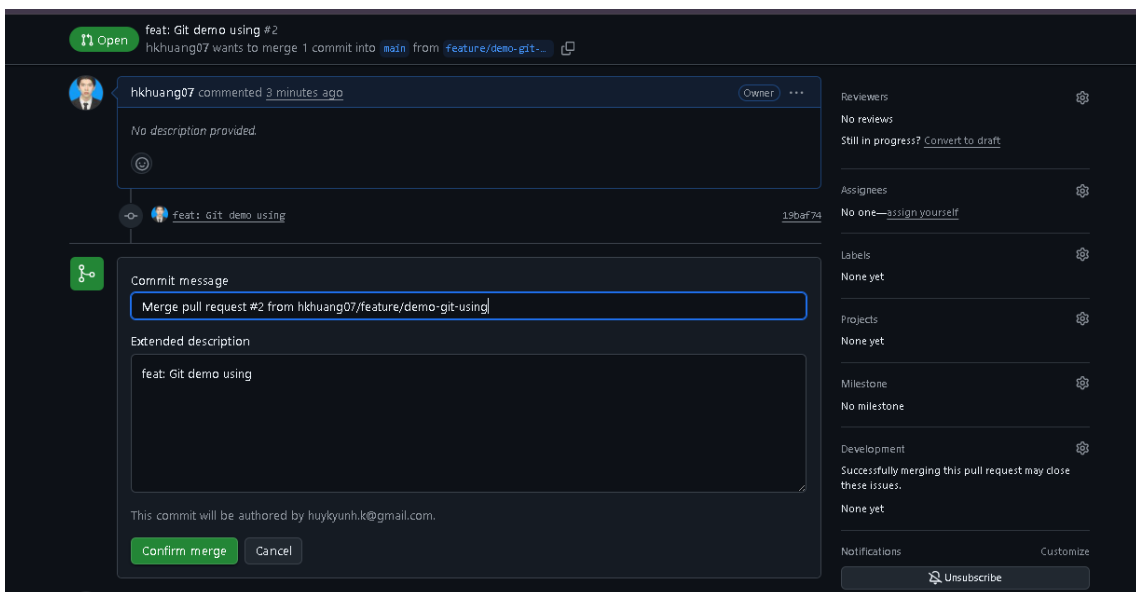 Open
feat: Git demo using #2
hkhuang07 wants to merge 1 commit into main from feature/demo-git-...
hkhuang07 commented 3 minutes ago
Owner
No description provided.
feat: Git demo using
19baf74
Commit message
Merge pull request #2 from hkhuang07/feature/demo-git-using
Extended description
feat: Git demo using
This commit will be authored by huykyunh.k@gmail.com.
Confirm merge
Cancel
Reviewers
No reviews
Still in progress? Convert to draft
Assignees
No one—assign yourself
Labels
None yet
Projects
None yet
Milestone
No milestone
Development
Successfully merging this pull request may close
these issues.
None yet
Notifications
Customize
Unsubscribe